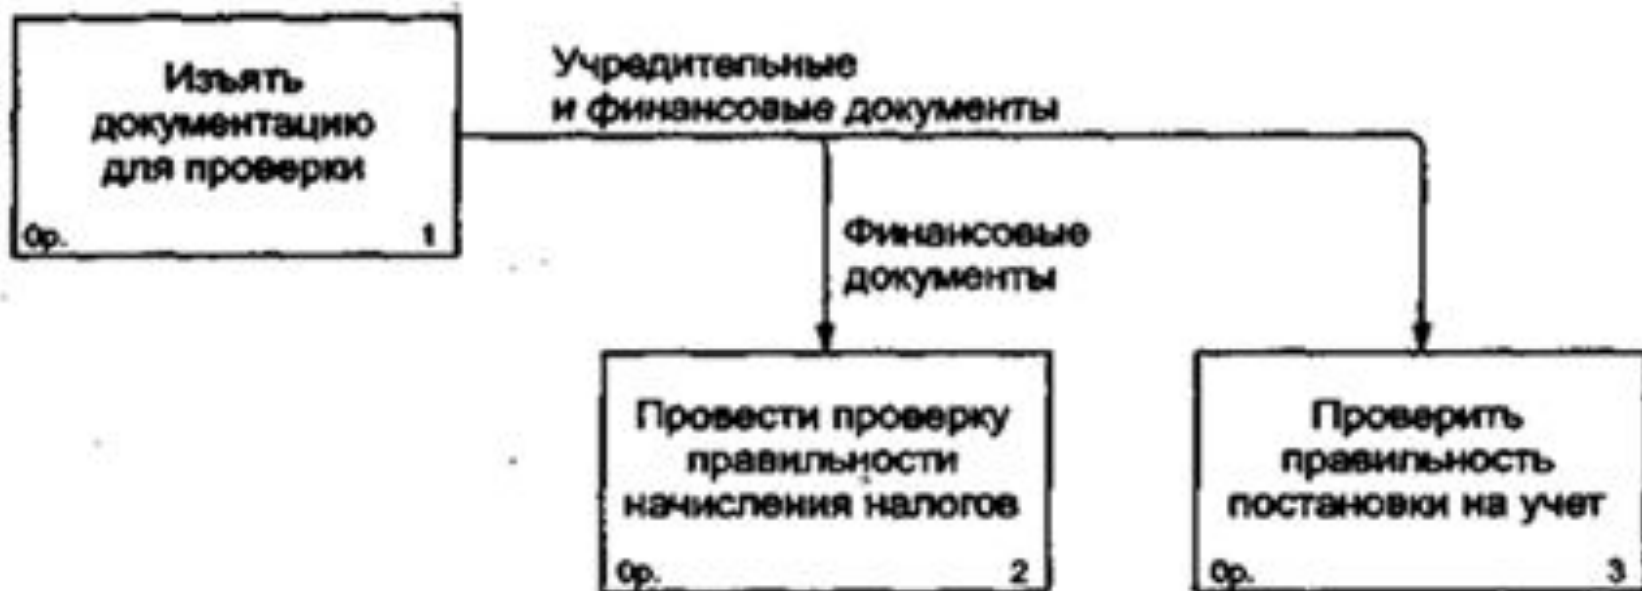 Изъять
документацию
для проверки
0р.
1
Учредительные
и финансовые документы
Финансовые
документы
Провести проверку
правильности
начисления налогов
0р.
2
Проверить
правильность
постановки на учет
0р.
3